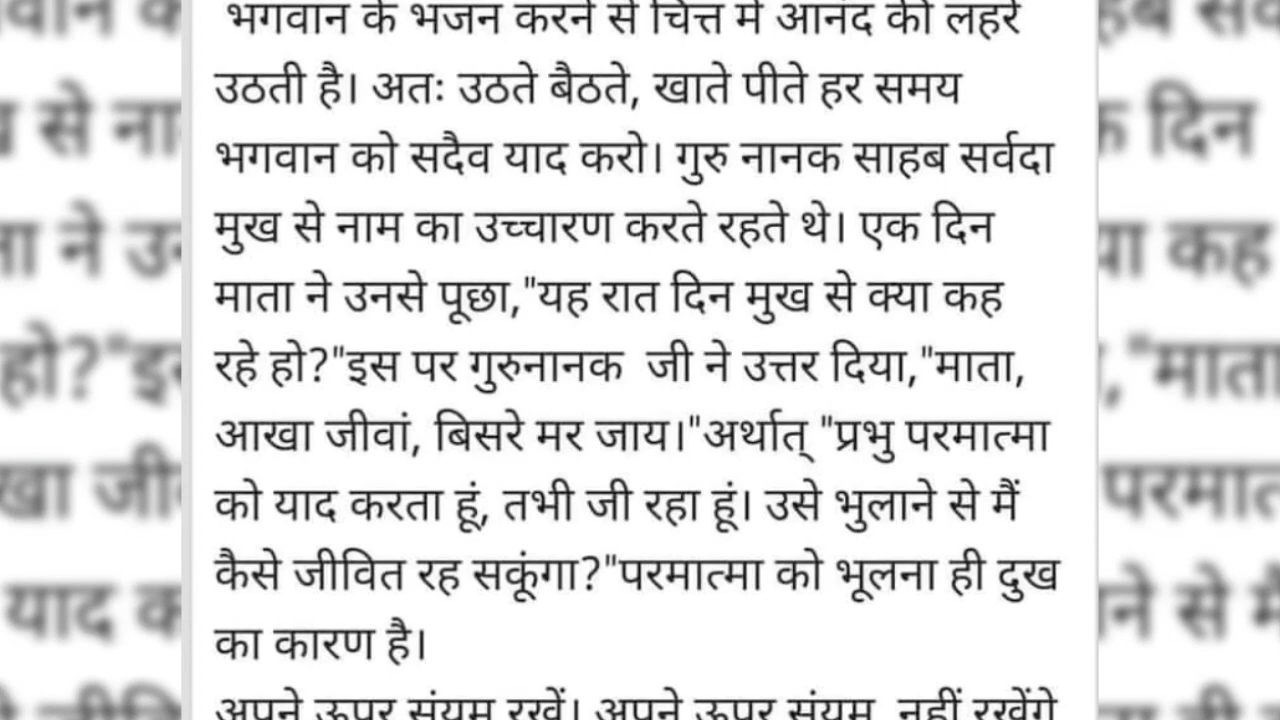 भगवान के भजन करने से चित्त में आनंद की लहरें
उठती है। अतः उठते बैठते, खाते पीते हर समय
भगवान को सदैव याद करो। गुरु नानक साहब सर्वदा
मुख से नाम का उच्चारण करते रहते थे। एक दिन
माता ने उनसे पूछा,"यह रात दिन मुख से क्या कह
रहे हो?"इस पर गुरुनानक  जी ने उत्तर दिया,"माता,
आखा जीवां, बिसरे मर जाय।"अर्थात् "प्रभु परमात्मा
को याद करता हूं, तभी जी रहा हूं। उसे भुलाने से मैं
कैसे जीवित रह सकूंगा?"परमात्मा को भूलना ही दुख
का कारण है।
अपने ऊपर संयम रखें। अपने ऊपर संयम  नहीं रखेंगे